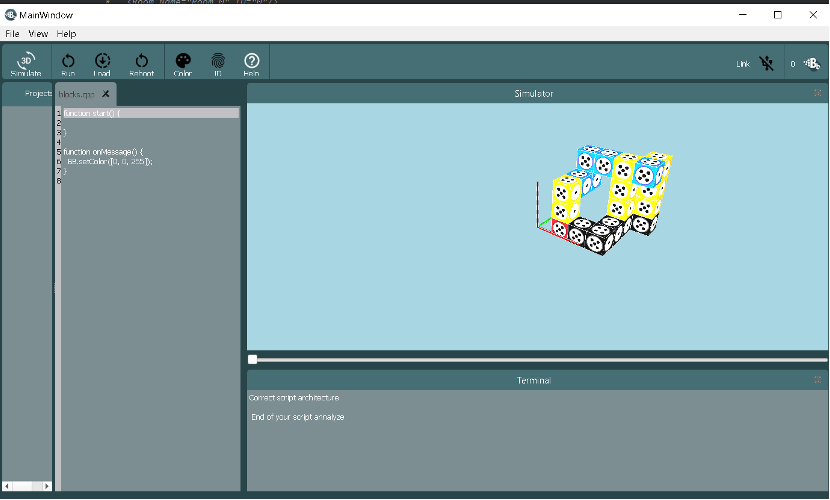 MainWindow
File View Help
3D
Simulate Run Load Reboot Color ID Help Link 0
Projects blocks.cpp X Simulator
1 function start() {
2
3 }
4
5 function onMessage() {
6 BB.setColor([0, 0, 255]);
7 }
8
Terminal
Correct script architecture
End of your script annalyze